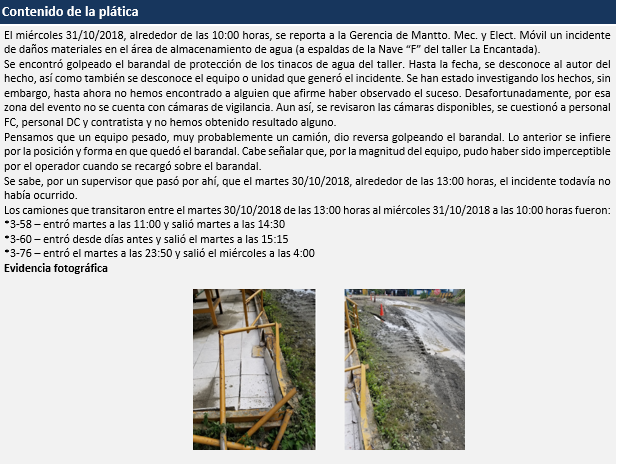 Contenido de la plática
El miércoles 31/10/2018, alrededor de las 10:00 horas, se reporta a la Gerencia de Mantto. Mec. y Elect. Móvil un incidente
de daños materiales en el área de almacenamiento de agua (a espaldas de la Nave “F” del taller La Encantada).
Se encontró golpeado el barandal de protección de los tinacos de agua del taller. Hasta la fecha, se desconoce al autor del
hecho, así como también se desconoce el equipo o unidad que generó el incidente. Se han estado investigando los hechos, sin
embargo, hasta ahora no hemos encontrado a alguien que afirme haber observado el suceso. Desafortunadamente, por esa
zona del evento no se cuenta con cámaras de vigilancia. Aun así, se revisaron las cámaras disponibles, se cuestionó a personal
FC, personal DC y contratista y no hemos obtenido resultado alguno.
Pensamos que un equipo pesado, muy probablemente un camión, dio reversa golpeando el barandal. Lo anterior se infiere
por la posición y forma en que quedó el barandal. Cabe señalar que, por la magnitud del equipo, pudo haber sido imperceptible
por el operador cuando se recargó sobre el barandal.
Se sabe, por un supervisor que pasó por ahí, que el martes 30/10/2018, alrededor de las 13:00 horas, el incidente todavía no
había ocurrido.
Los camiones que transitaron entre el martes 30/10/2018 de las 13:00 horas al miércoles 31/10/2018 a las 10:00 horas fueron:
*3-58 – entró martes a las 11:00 y salió martes a las 14:30
*3-60 – entró desde días antes y salió el martes a las 15:15
*3-76 – entró el martes a las 23:50 y salió el miércoles a las 4:00
Evidencia fotográfica